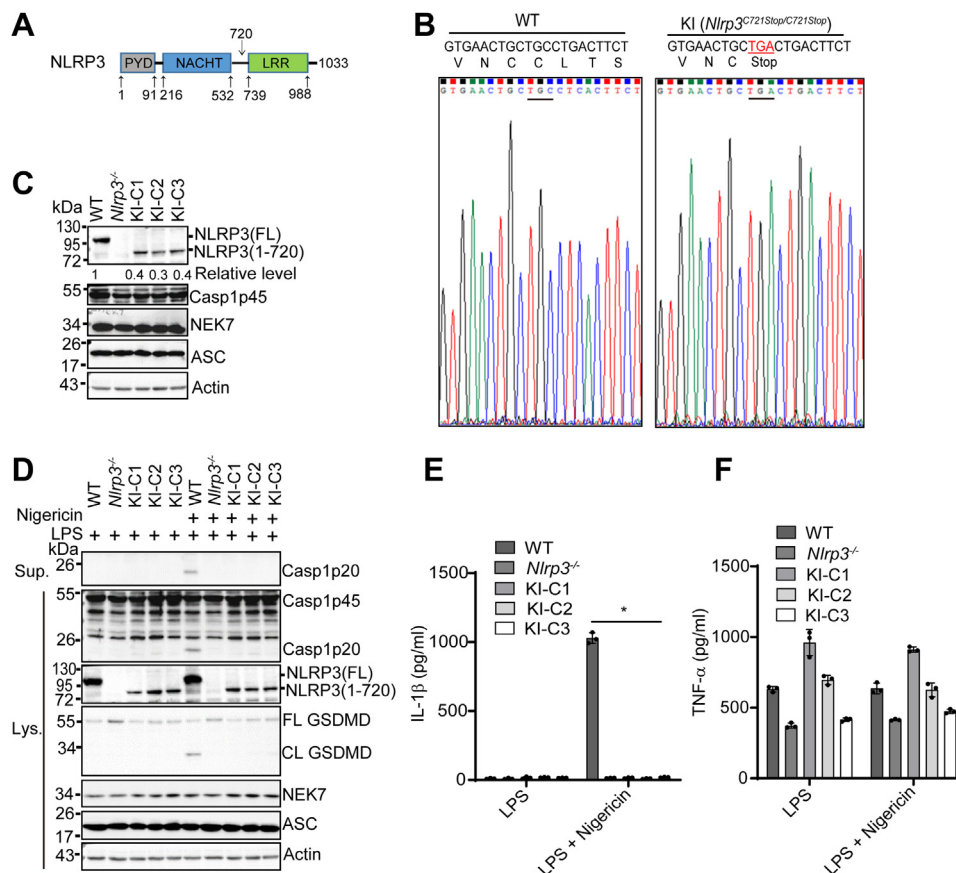 A
NLRP3
PYD
NACHT
LRR
720
1033
1
91
216
532
739
988
B
WT
GTGAACTGCTGCCTGACTTCT
V N C C L T S
GTGAACTGCTGCCTCACTTCT
KI (Nlrp3C721Stop/C721Stop)
GTGAACTGCTGACTGACTTCT
V N C Stop
GTGAACTGCTGACTGACTTCT
C
kDa
WT
Nlrp3-/-
KI-C1
KI-C2
KI-C3
130
95
72
NLRP3(FL)
NLRP3(1-720)
1 0.4 0.3 0.4 Relative level
55
Casp1p45
43
34
NEK7
26
17
ASC
43
Actin
D
WT
Nlrp3-/-
KI-C1
KI-C2
KI-C3
WT
Nlrp3-/-
KI-C1
KI-C2
KI-C3
Nigericin + + + + +
LPS + + + + + + + + + +
kDa
Sup.
26
Casp1p20
Lys.
55
43
26
Casp1p45
Casp1p20
130
95
72
NLRP3(FL)
NLRP3(1-720)
55
FL GSDMD
34
CL GSDMD
34
NEK7
26
17
ASC
43
Actin
E
WT
Nlrp3-/-
KI-C1
KI-C2
KI-C3
IL-1β (pg/ml)
1500
1000
500
0
*
LPS
LPS + Nigericin
F
WT
Nlrp3-/-
KI-C1
KI-C2
KI-C3
TNF-α (pg/ml)
1500
1000
500
0
LPS
LPS + Nigericin